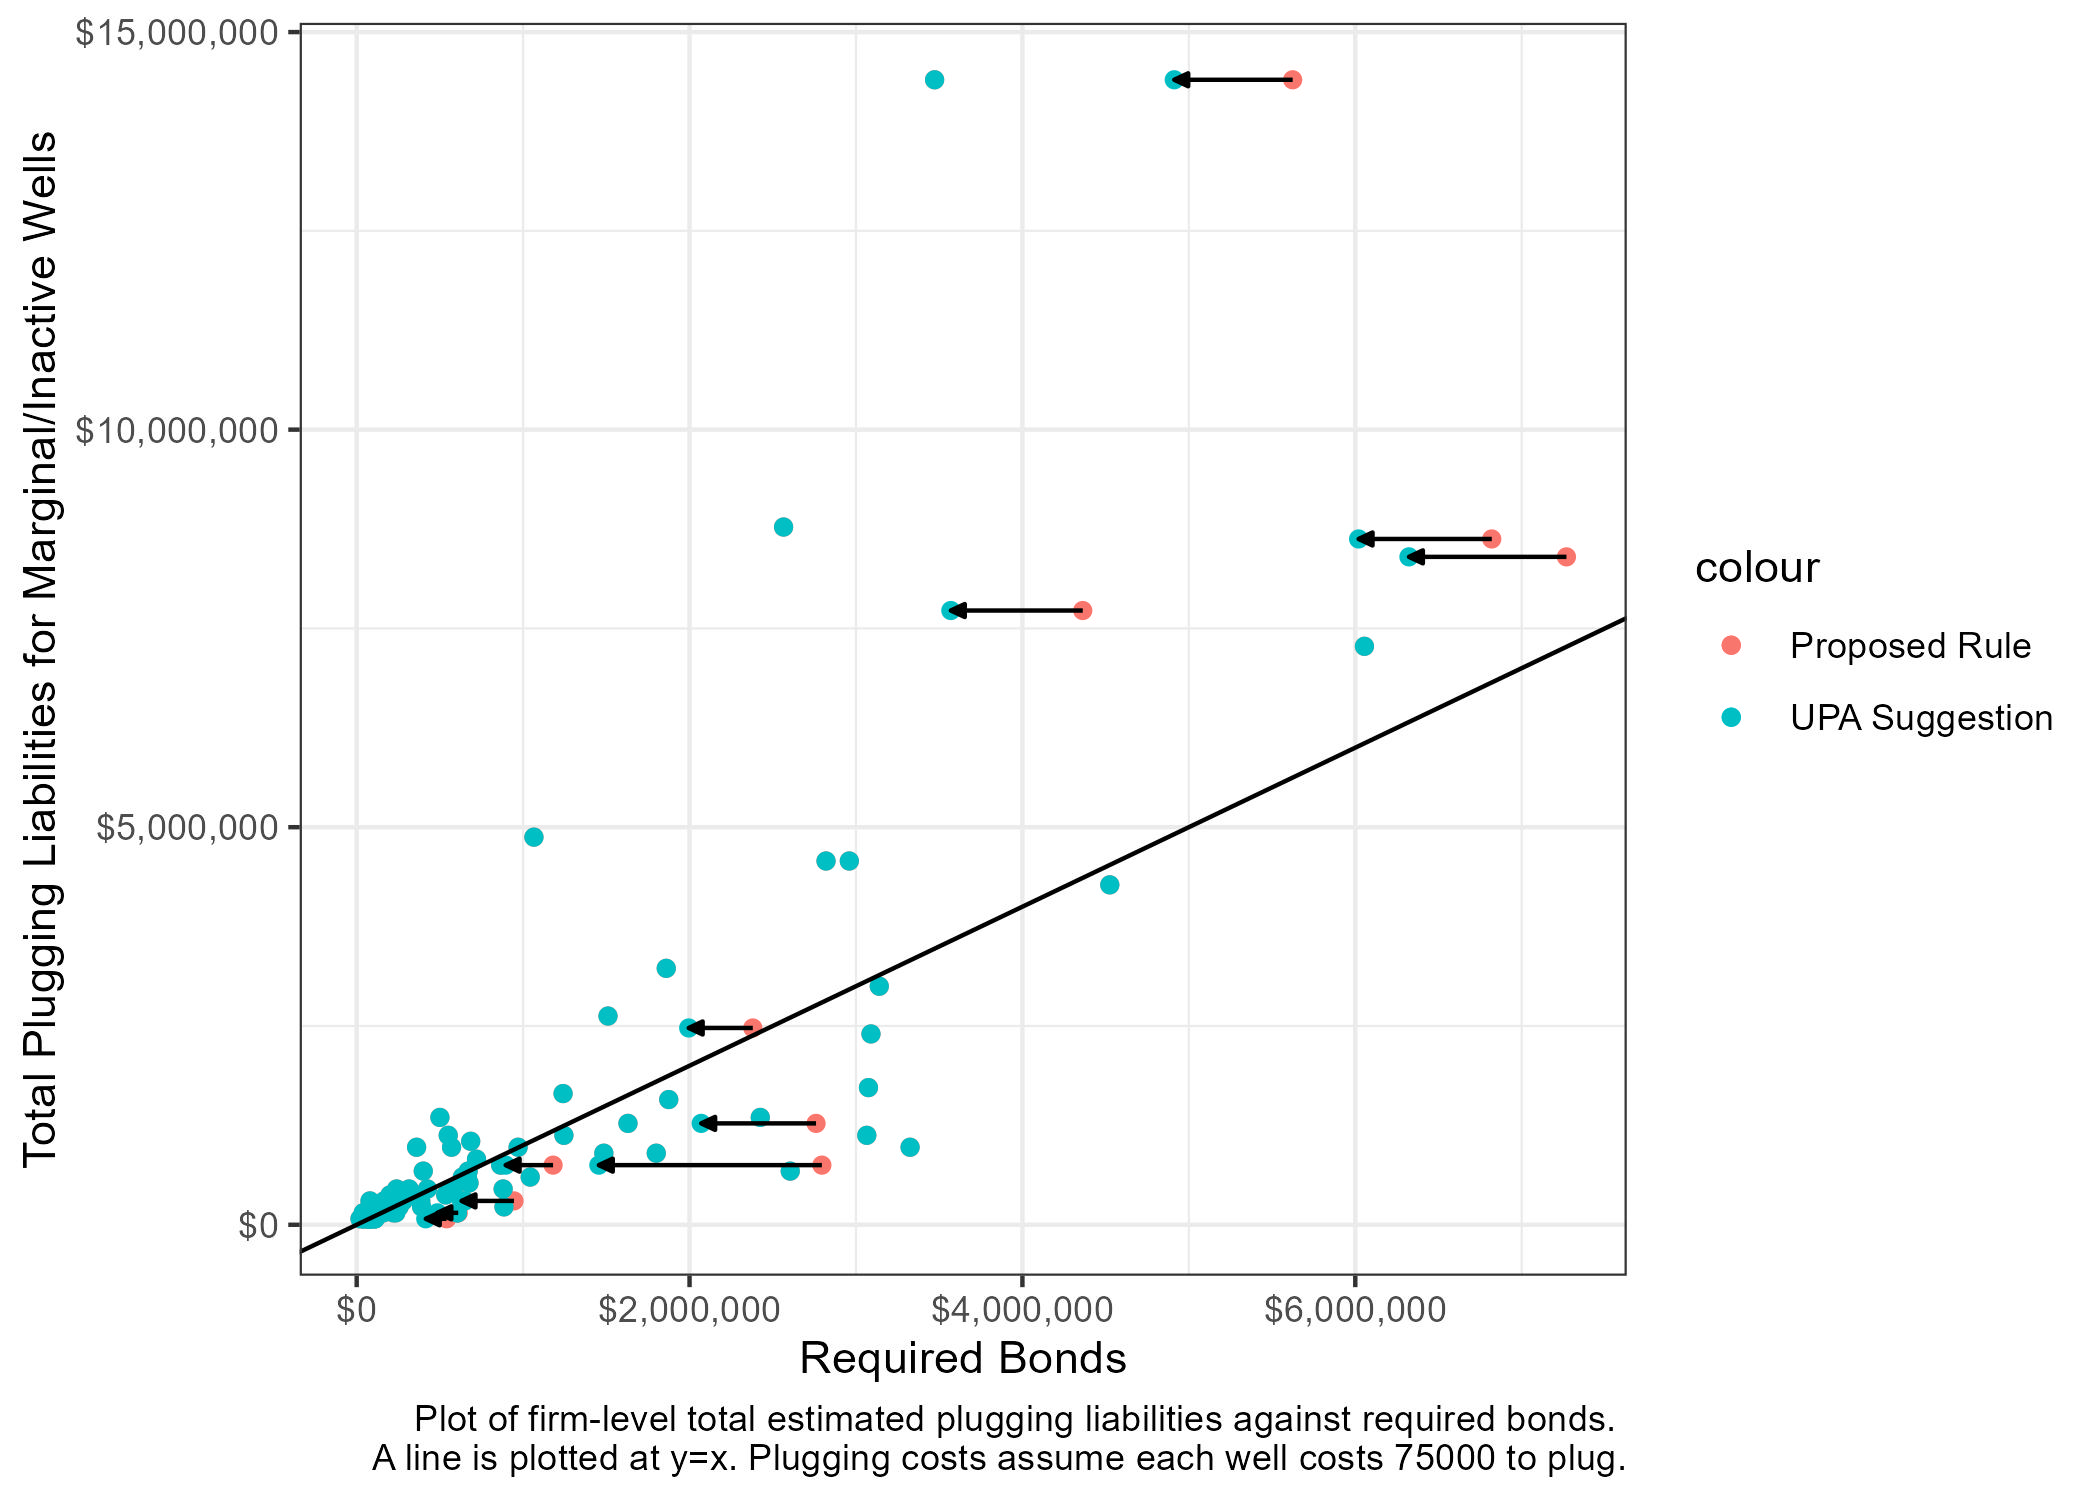 $15,000,000
$10,000,000
$5,000,000
$0
Total Plugging Liabilities for Marginal/Inactive Wells
$0
$2,000,000
$4,000,000
$6,000,000
Required Bonds
colour
Proposed Rule
UPA Suggestion
Plot of firm-level total estimated plugging liabilities against required bonds.
A line is plotted at y=x. Plugging costs assume each well costs 75000 to plug.